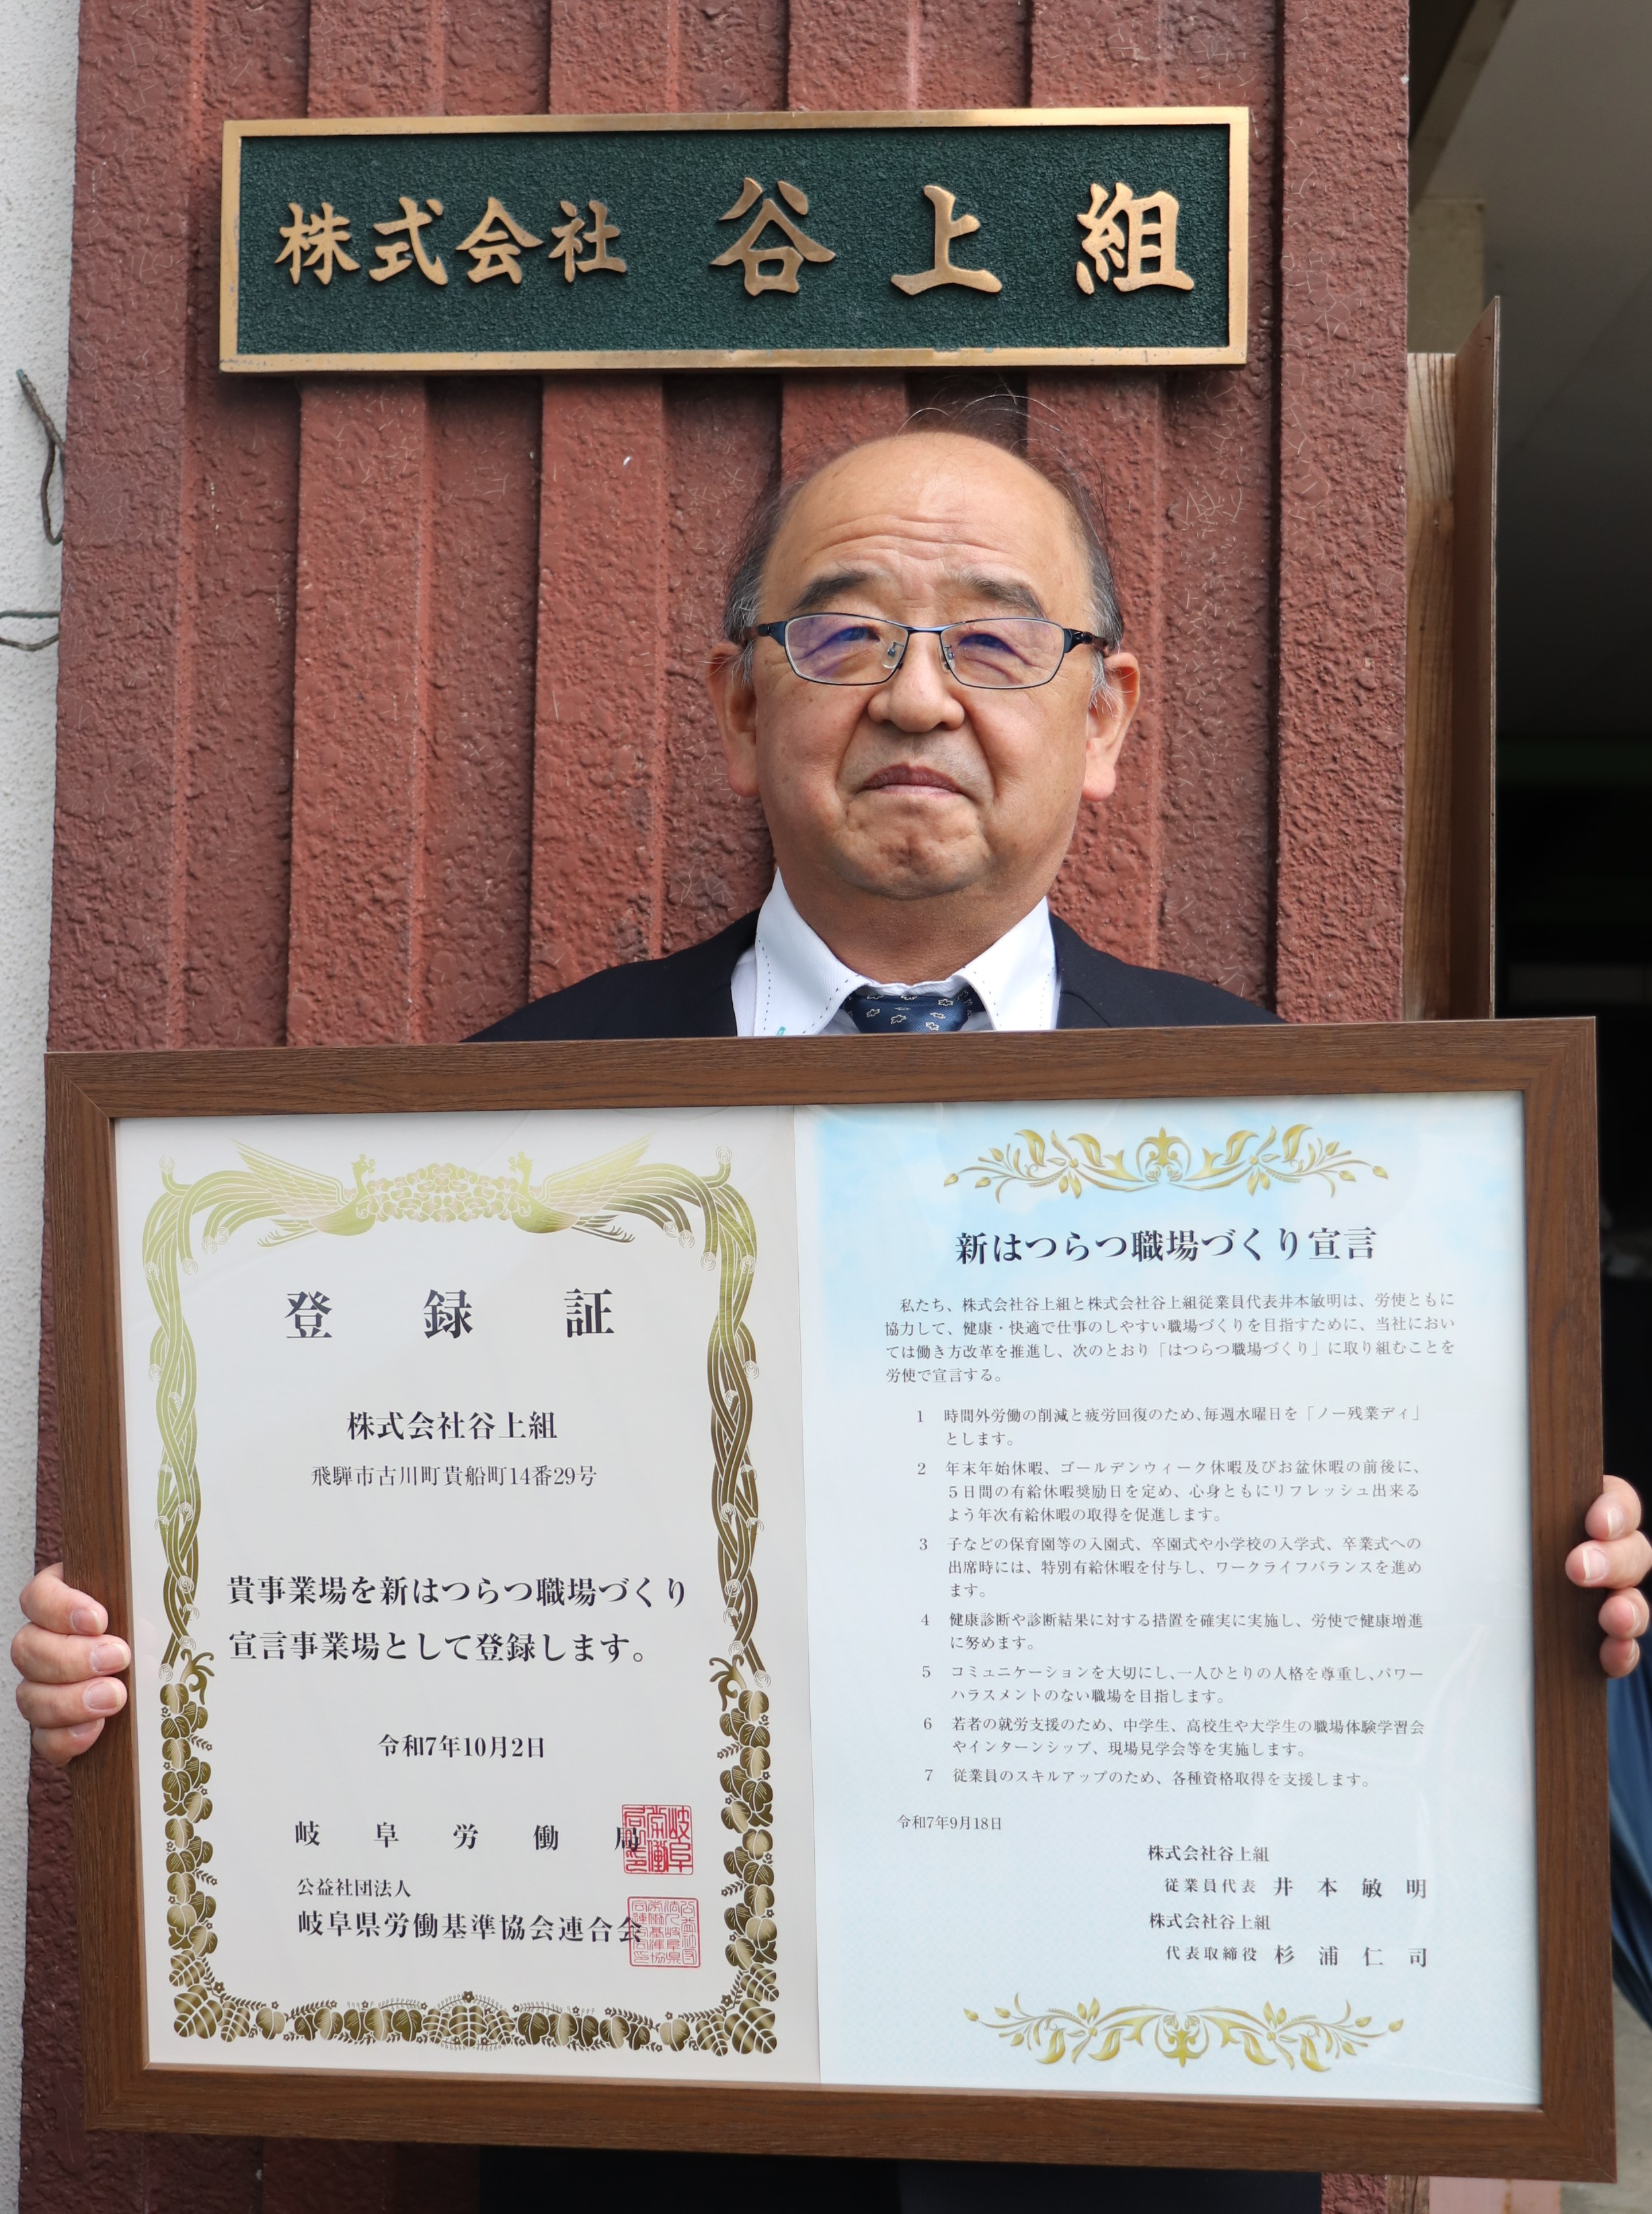 株式会社 谷上組
登録証
株式会社谷上組
飛騨市古川町貴船町14番29号
貴事業場を新はつらつ職場づくり
宣言事業場として登録します。
令和7年10月2日
岐阜労働局
公益社団法人
岐阜県労働基準協会連合会
新はつらつ職場づくり宣言
私たち、株式会社谷上組と株式会社谷上組従業員代表井本敏明は、労使ともに
協力して、健康・快適で仕事のしやすい職場づくりを目指すために、当社におい
ては働き方改革を推進し、次のとおり「はつらつ職場づくり」に取り組むことを
労使で宣言する。
1 時間外労働の削減と疲労回復のため、毎週水曜日を「ノー残業ディ」
とします。
2 年末年始休暇、ゴールデンウィーク休暇及びお盆休暇の前後に、
5日間の有給休暇奨励日を定め、心身ともにリフレッシュ出来る
よう年次有給休暇の取得を促進します。
3 子などの保育園等の入園式、卒園式や小学校の入学式、卒業式への
出席時には、特別有給休暇を付与し、ワークライフバランスを進め
ます。
4 健康診断や診断結果に対する措置を確実に実施し、労使で健康増進
に努めます。
5 コミュニケーションを大切にし、一人ひとりの人格を尊重し、パワー
ハラスメントのない職場を目指します。
6 若者の就労支援のため、中学生、高校生や大学生の職場体験学習会
やインターンシップ、現場見学会等を実施します。
7 従業員のスキルアップのため、各種資格取得を支援します。
令和7年9月18日
株式会社谷上組
従業員代表 井本敏明
株式会社谷上組
代表取締役 杉浦仁司